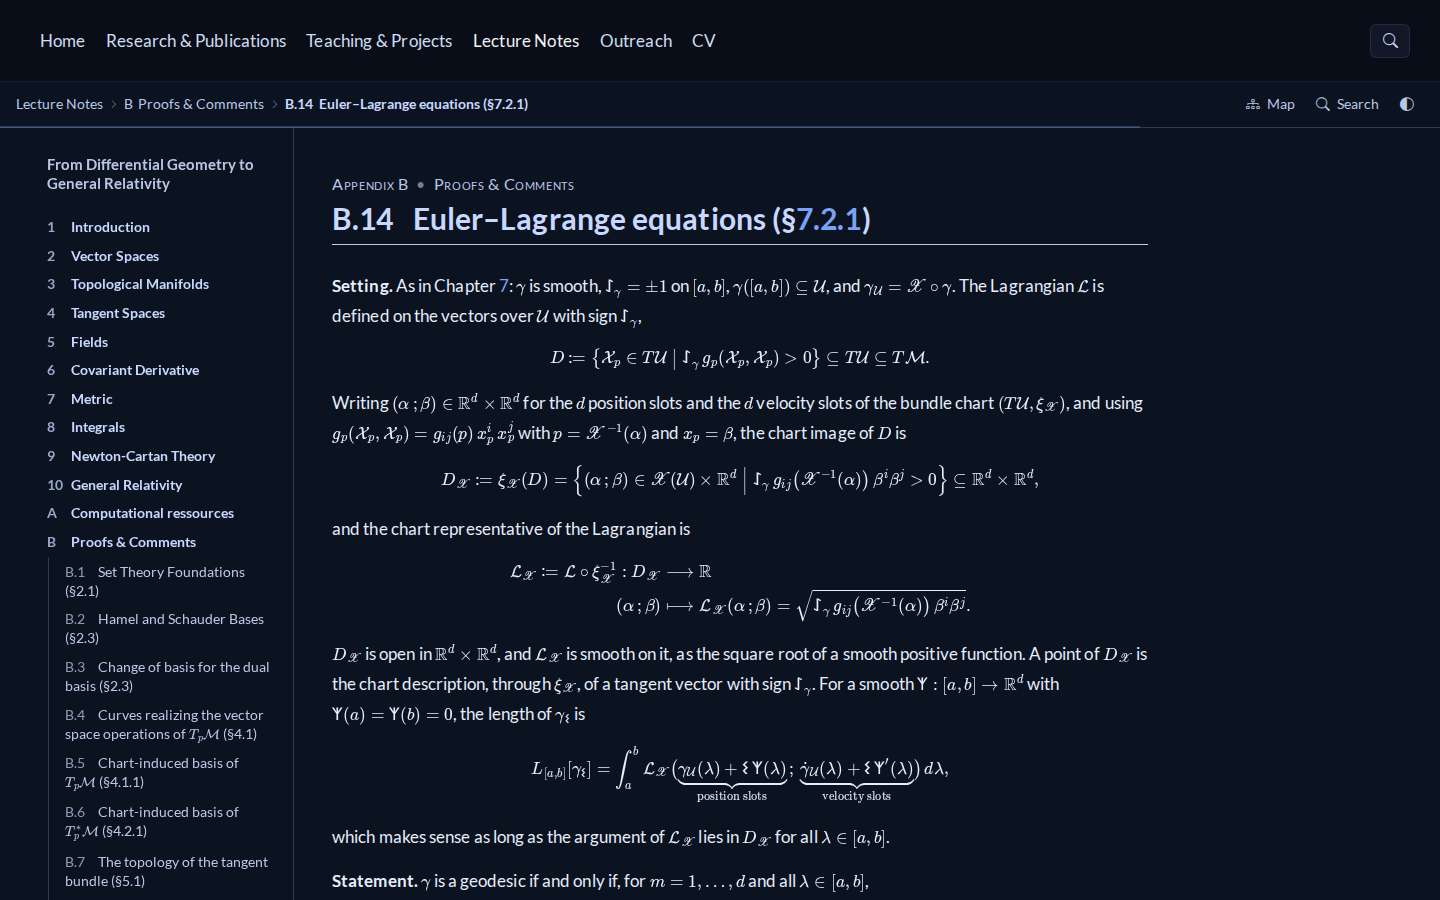 Home Research & Publications Teaching & Projects Lecture Notes Outreach CV
Lecture Notes > B Proofs & Comments > B.14 Euler–Lagrange equations (§7.2.1) Map Search
From Differential Geometry to
General Relativity
1 Introduction
2 Vector Spaces
3 Topological Manifolds
4 Tangent Spaces
5 Fields
6 Covariant Derivative
7 Metric
8 Integrals
9 Newton-Cartan Theory
10 General Relativity
A Computational ressources
B Proofs & Comments
B.1 Set Theory Foundations
(§2.1)
B.2 Hamel and Schauder Bases
(§2.3)
B.3 Change of basis for the dual
basis (§2.3)
B.4 Curves realizing the vector
space operations of TₚM (§4.1)
B.5 Chart-induced basis of
TₚM (§4.1.1)
B.6 Chart-induced basis of
Tₚ*M (§4.2.1)
B.7 The topology of the tangent
bundle (§5.1)
Appendix B • Proofs & Comments
B.14 Euler–Lagrange equations (§7.2.1)
Setting. As in Chapter 7: γ is smooth, ᛇ_γ = ±1 on [a, b], γ([a, b]) ⊆ 𝒰, and γ_𝒰 = 𝒳 ∘ γ. The Lagrangian ℒ is
defined on the vectors over 𝒰 with sign ᛇ_γ,
D := {𝒳_p ∈ T𝒰 | ᛇ_γ g_p(𝒳_p, 𝒳_p) > 0} ⊆ T𝒰 ⊆ Tℳ.
Writing (α ; β) ∈ ℝ^d × ℝ^d for the d position slots and the d velocity slots of the bundle chart (T𝒰, ξ_𝒳), and using
g_p(𝒳_p, 𝒳_p) = g_ij(p) x_p^i x_p^j with p = 𝒳^−1(α) and x_p = β, the chart image of D is
D_𝒳 := ξ_𝒳(D) = {(α ; β) ∈ 𝒳(𝒰) × ℝ^d | ᛇ_γ g_ij(𝒳^−1(α)) β^i β^j > 0} ⊆ ℝ^d × ℝ^d,
and the chart representative of the Lagrangian is
ℒ_𝒳 := ℒ ∘ ξ_𝒳^−1 : D_𝒳 ⟶ ℝ
(α ; β) ⟼ ℒ_𝒳(α ; β) = √(ᛇ_γ g_ij(𝒳^−1(α)) β^i β^j).
D_𝒳 is open in ℝ^d × ℝ^d, and ℒ_𝒳 is smooth on it, as the square root of a smooth positive function. A point of D_𝒳 is
the chart description, through ξ_𝒳, of a tangent vector with sign ᛇ_γ. For a smooth ᛉ : [a, b] → ℝ^d with
ᛉ(a) = ᛉ(b) = 0, the length of γ_ᛊ is
L_[a,b][γ_ᛊ] = ∫_a^b ℒ_𝒳(γ_𝒰(λ) + ᛊ ᛉ(λ) ; γ̇_𝒰(λ) + ᛊ ᛉ′(λ)) dλ,
position slots velocity slots
which makes sense as long as the argument of ℒ_𝒳 lies in D_𝒳 for all λ ∈ [a, b].
Statement. γ is a geodesic if and only if, for m = 1, . . . , d and all λ ∈ [a, b],